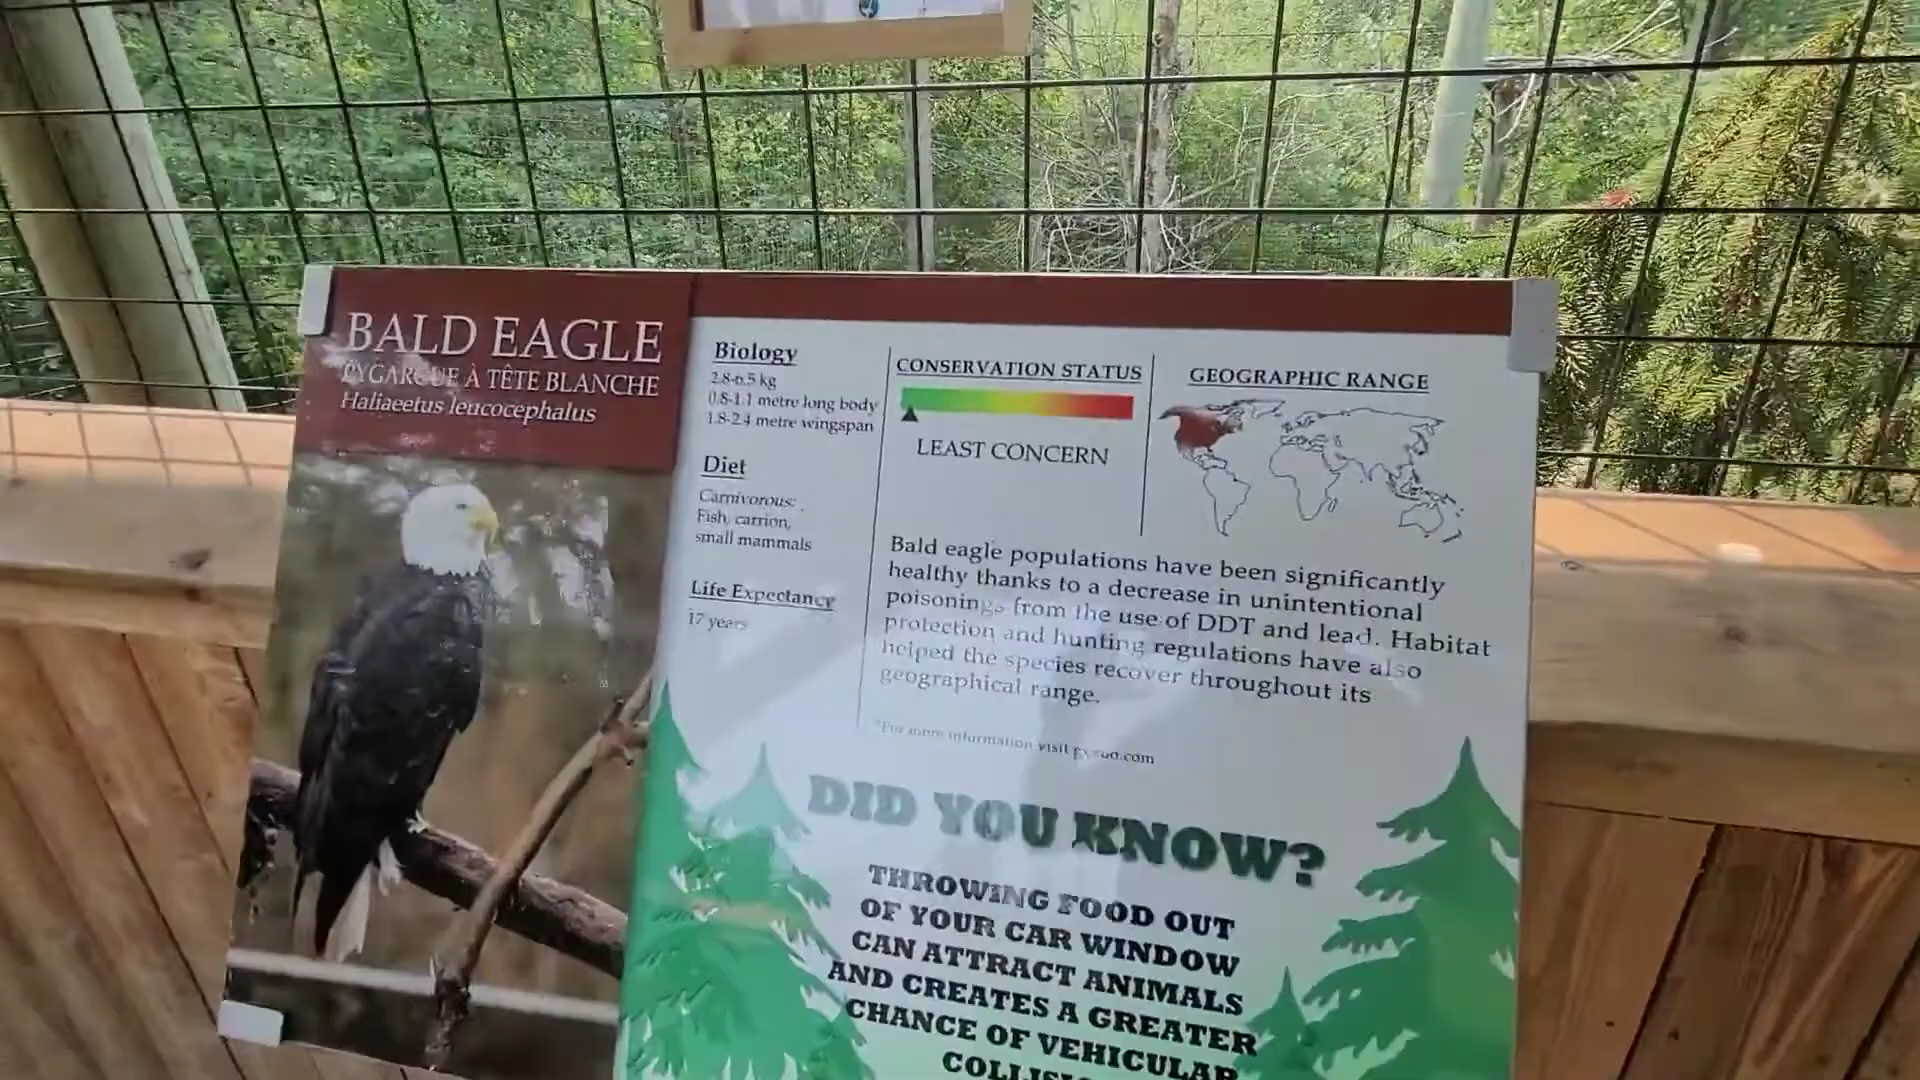 BALD EAGLE
PYGARGUE À TÊTE BLANCHE
Haliaeetus leucocephalus
Biology
2.8-6.5 kg
0.8-1.1 metre long body
1.8-2.4 metre wingspan
Diet
Carnivorous:
Fish, carrion,
small mammals
Life Expectancy
17 years
CONSERVATION STATUS
LEAST CONCERN
GEOGRAPHIC RANGE
Bald eagle populations have been significantly
healthy thanks to a decrease in unintentional
poisonings from the use of DDT and lead. Habitat
protection and hunting regulations have also
helped the species recover throughout its
geographical range.
*For more information visit
DID YOU KNOW?
THROWING FOOD OUT
OF YOUR CAR WINDOW
CAN ATTRACT ANIMALS
AND CREATES A GREATER
CHANCE OF VEHICULAR